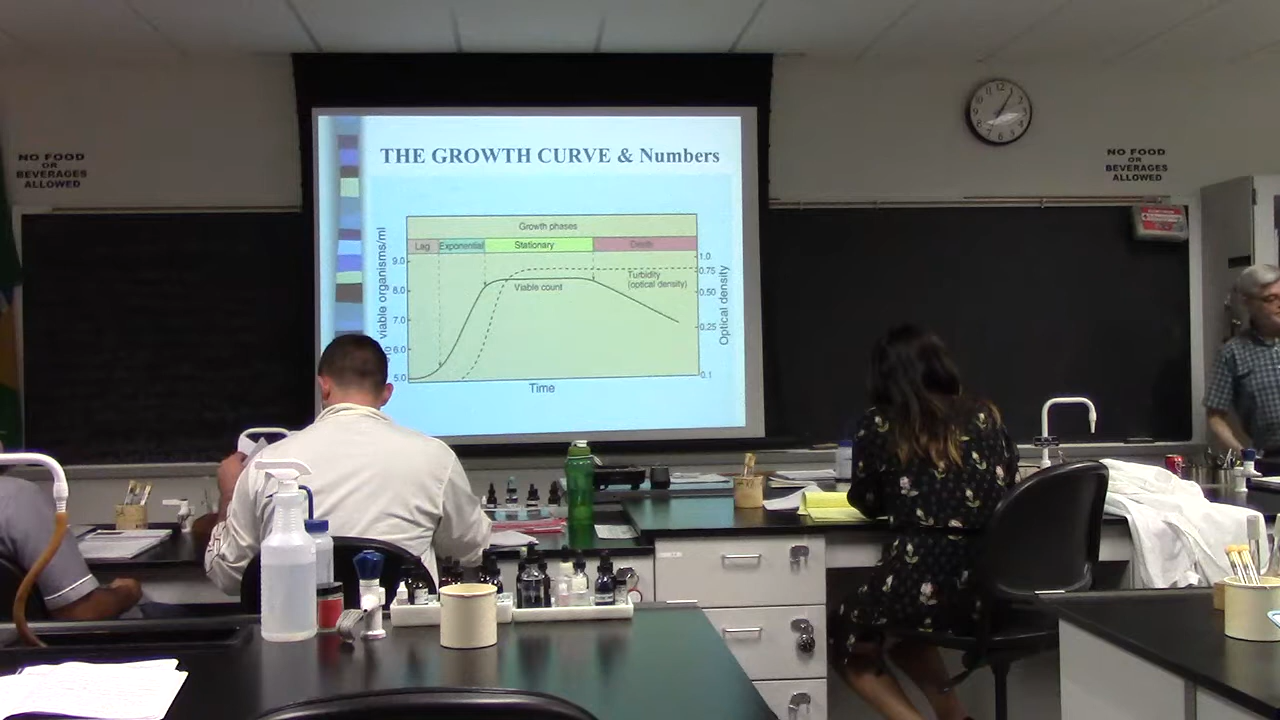 NO FOOD
OR
BEVERAGES
ALLOWED
THE GROWTH CURVE & Numbers
Growth phases
Lag Exponential Stationary Death
viable organisms/ml
9.0
8.0
7.0
6.0
5.0
Viable count
Turbidity
(optical density)
1.0
0.75
0.50
0.25
0.1
Optical density
Time
12
NO FOOD
OR
BEVERAGES
ALLOWED